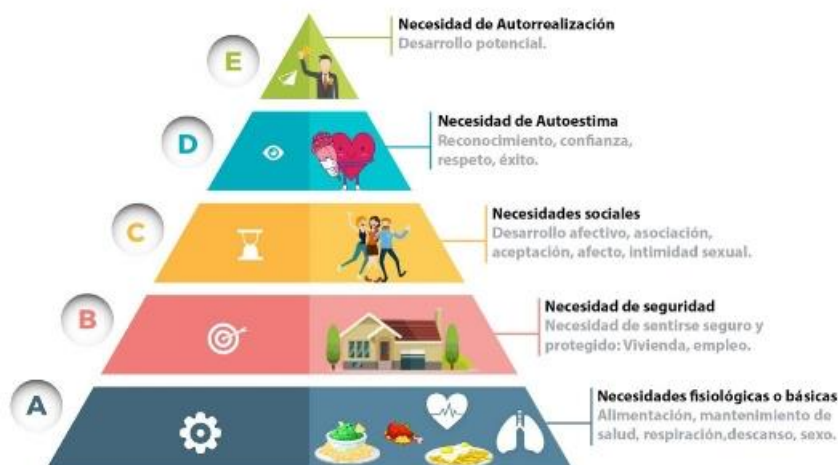 E
Necesidad de Autorrealización
Desarrollo potencial.
D
Necesidad de Autoestima
Reconocimiento, confianza,
respeto, éxito.
C
Necesidades sociales
Desarrollo afectivo, asociación,
aceptación, afecto, intimidad sexual.
B
Necesidad de seguridad
Necesidad de sentirse seguro y
protegido: Vivienda, empleo.
A
Necesidades fisiológicas o básicas
Alimentación, mantenimiento de
salud, respiración,descanso, sexo.